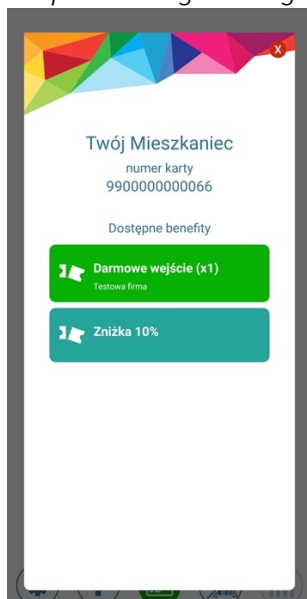 X
Twój Mieszkaniec
numer karty
9900000000066
Dostępne benefity
Darmowe wejście (x1)
Testowa firma
Zniżka 10%